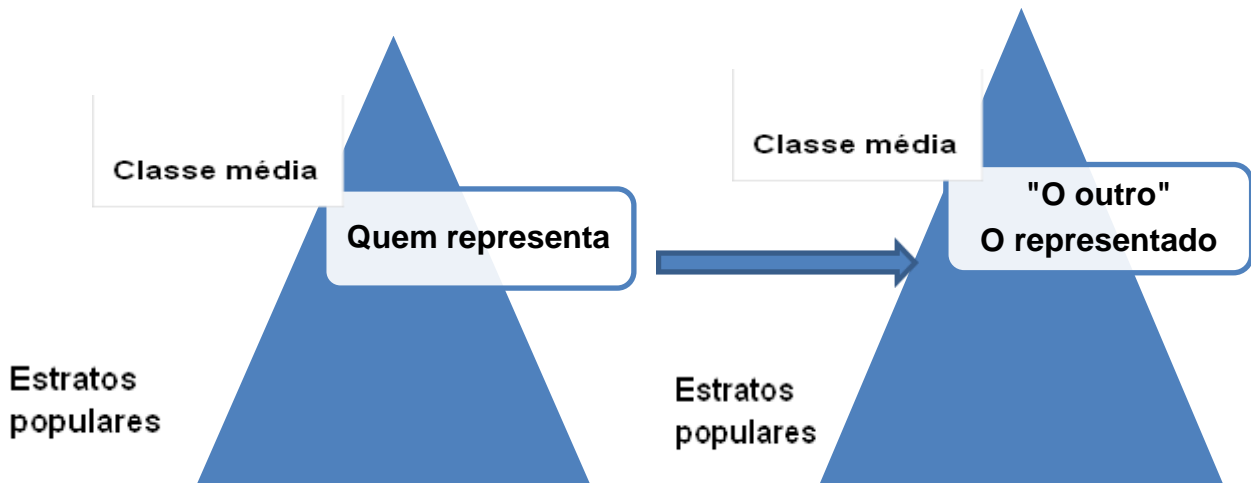 Classe média
Quem representa
Estratos
populares
Classe média
"O outro"
O representado
Estratos
populares